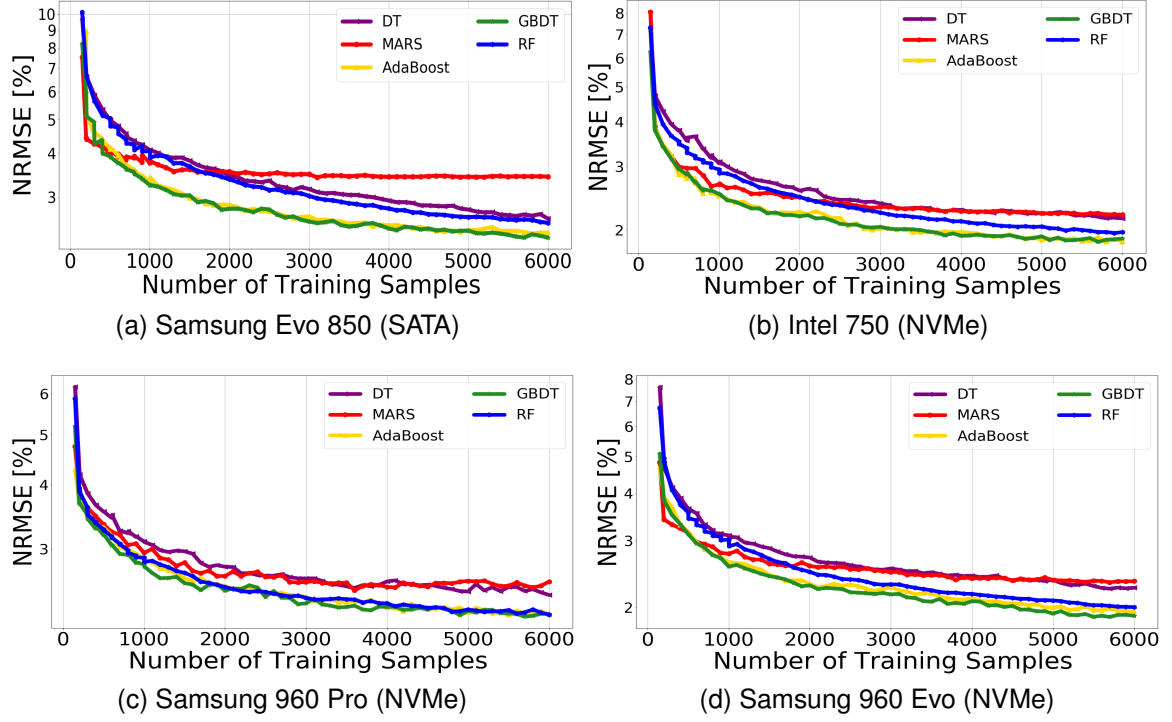 10
9
8
7
6
5
4
3
NRMSE [%]
DT
MARS
AdaBoost
GBDT
RF
0 1000 2000 3000 4000 5000 6000
Number of Training Samples
(a) Samsung Evo 850 (SATA)
8
7
6
5
4
3
2
NRMSE [%]
DT
MARS
AdaBoost
GBDT
RF
0 1000 2000 3000 4000 5000 6000
Number of Training Samples
(b) Intel 750 (NVMe)
6
5
4
3
NRMSE [%]
DT
MARS
AdaBoost
GBDT
RF
0 1000 2000 3000 4000 5000 6000
Number of Training Samples
(c) Samsung 960 Pro (NVMe)
8
7
6
5
4
3
2
NRMSE [%]
DT
MARS
AdaBoost
GBDT
RF
0 1000 2000 3000 4000 5000 6000
Number of Training Samples
(d) Samsung 960 Evo (NVMe)